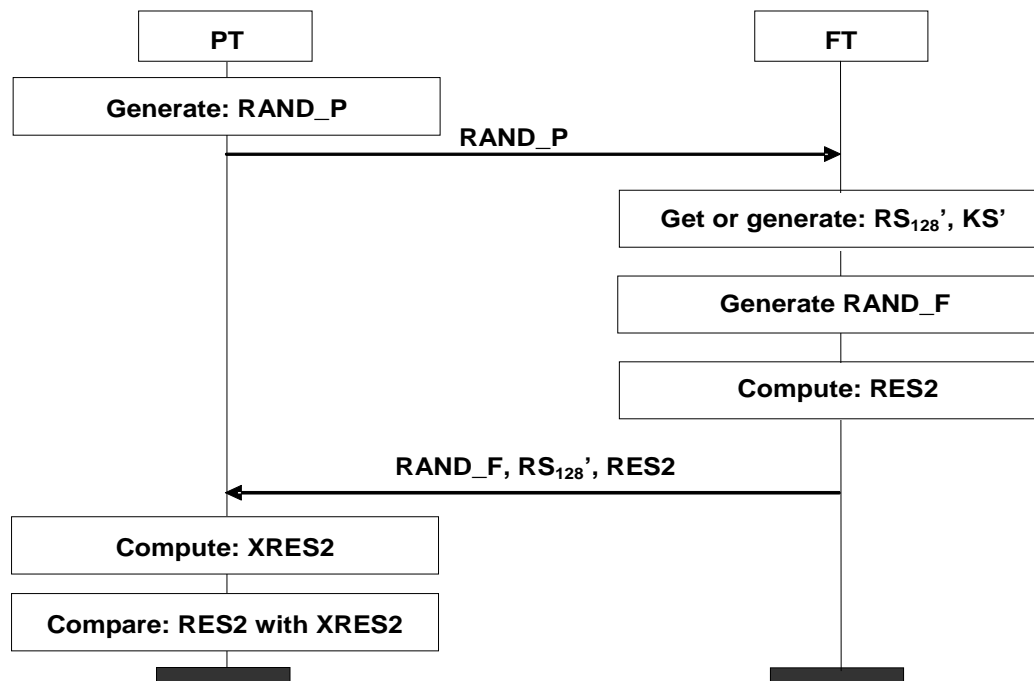 PT
FT
Generate: RAND_P
RAND_P
Get or generate: RS₁₂₈’, KS’
Generate RAND_F
Compute: RES2
RAND_F, RS₁₂₈’, RES2
Compute: XRES2
Compare: RES2 with XRES2